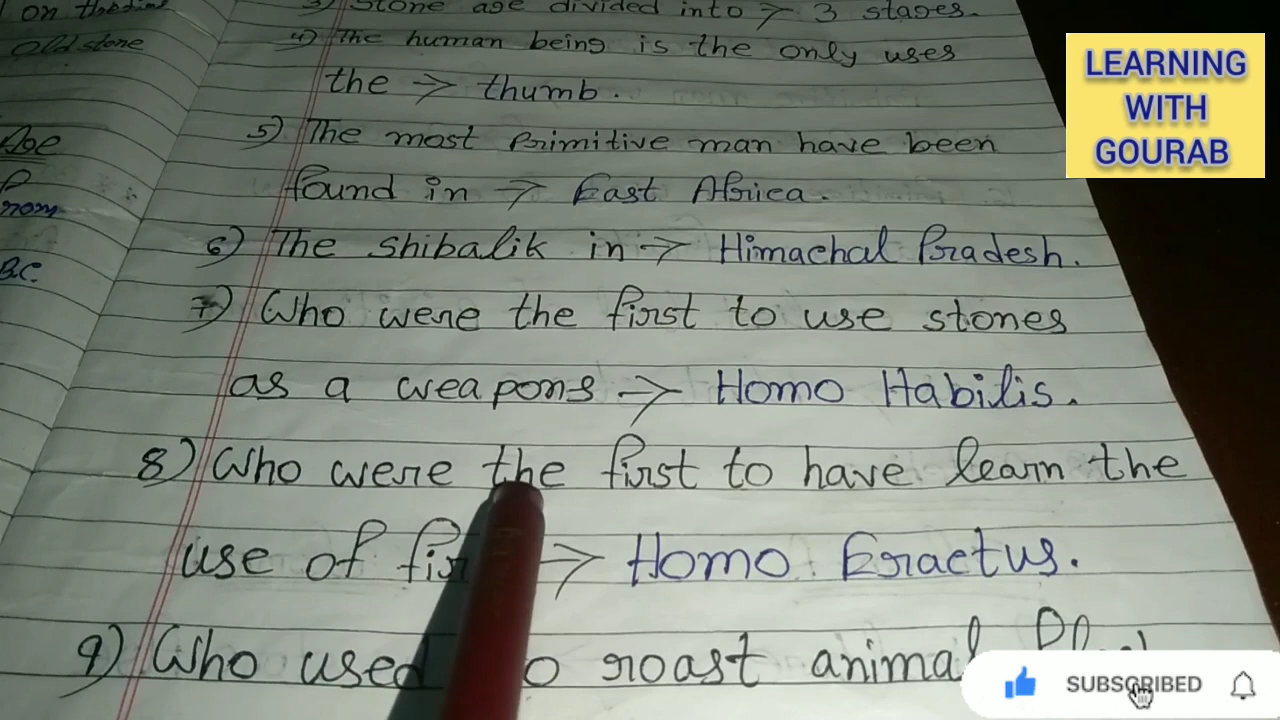 on the
Old stone
Age
B.C.
3) Stone age divided into → 3 stages.
4) The human being is the only uses
the → thumb.
5) The most Primitive man have been
found in → East Africa.
6) The Shibalik in → Himachal Pradesh.
7) Who were the first to use stones
as a weapons → Homo Habilis.
8) Who were the first to have learn the
use of → Homo Eractus.
9) Who used roast animal
LEARNING
WITH
GOURAB
SUBSCRIBED